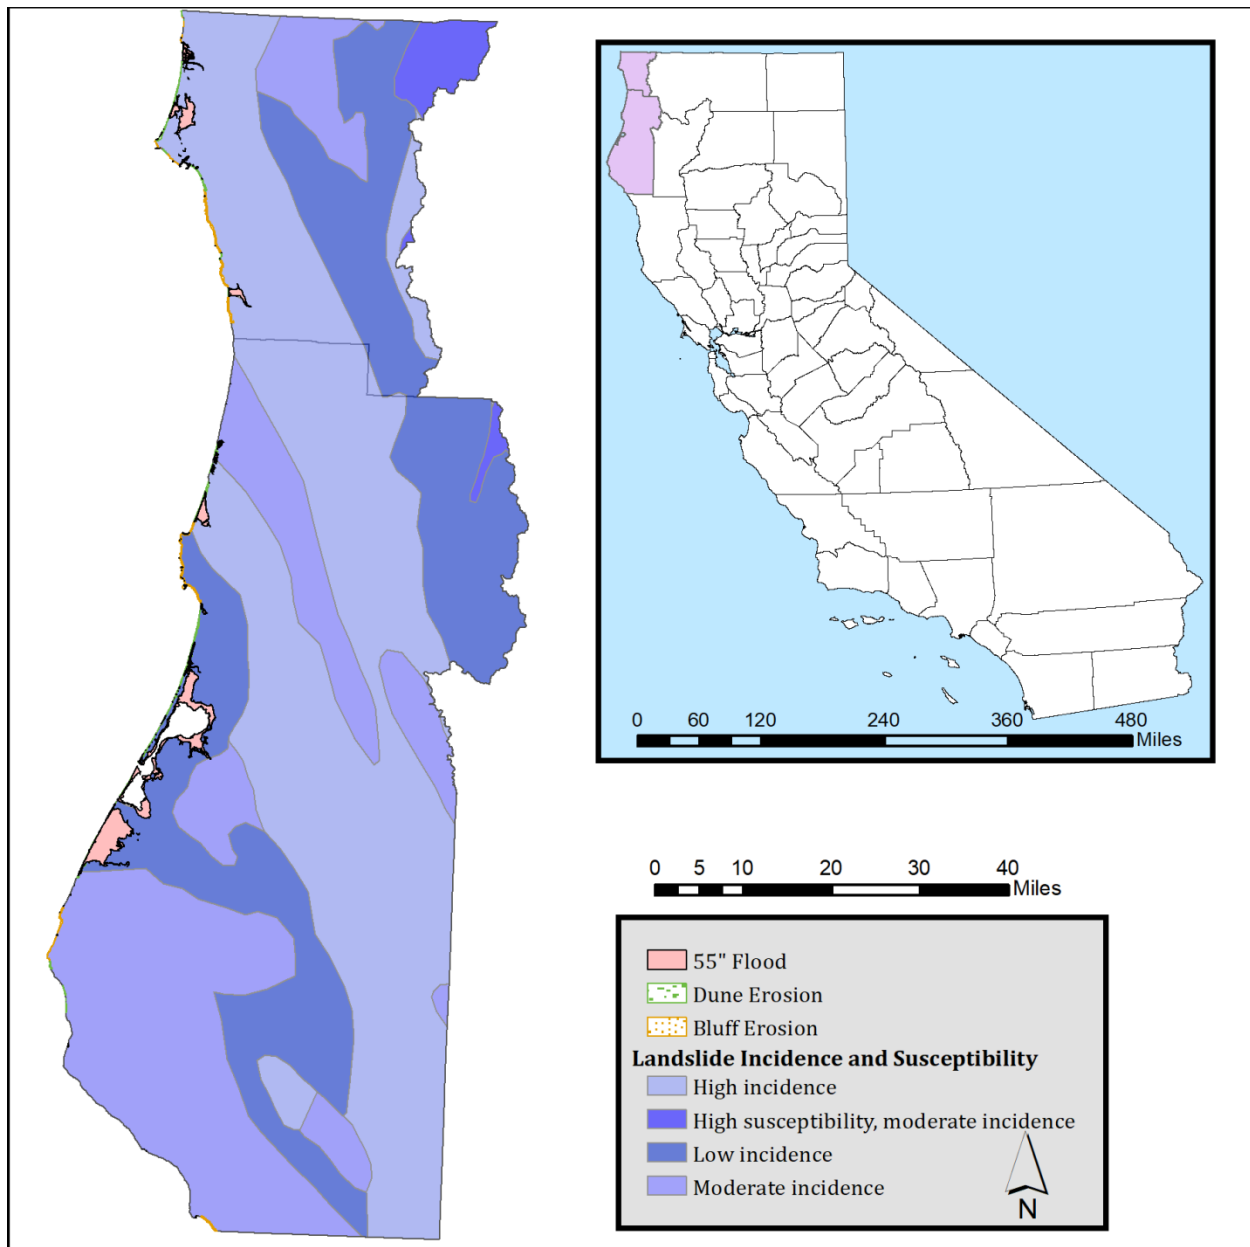 0 60 120 240 360 480
Miles
0 5 10 20 30 40
Miles
55" Flood
Dune Erosion
Bluff Erosion
Landslide Incidence and Susceptibility
High incidence
High susceptibility, moderate incidence
Low incidence
Moderate incidence
N